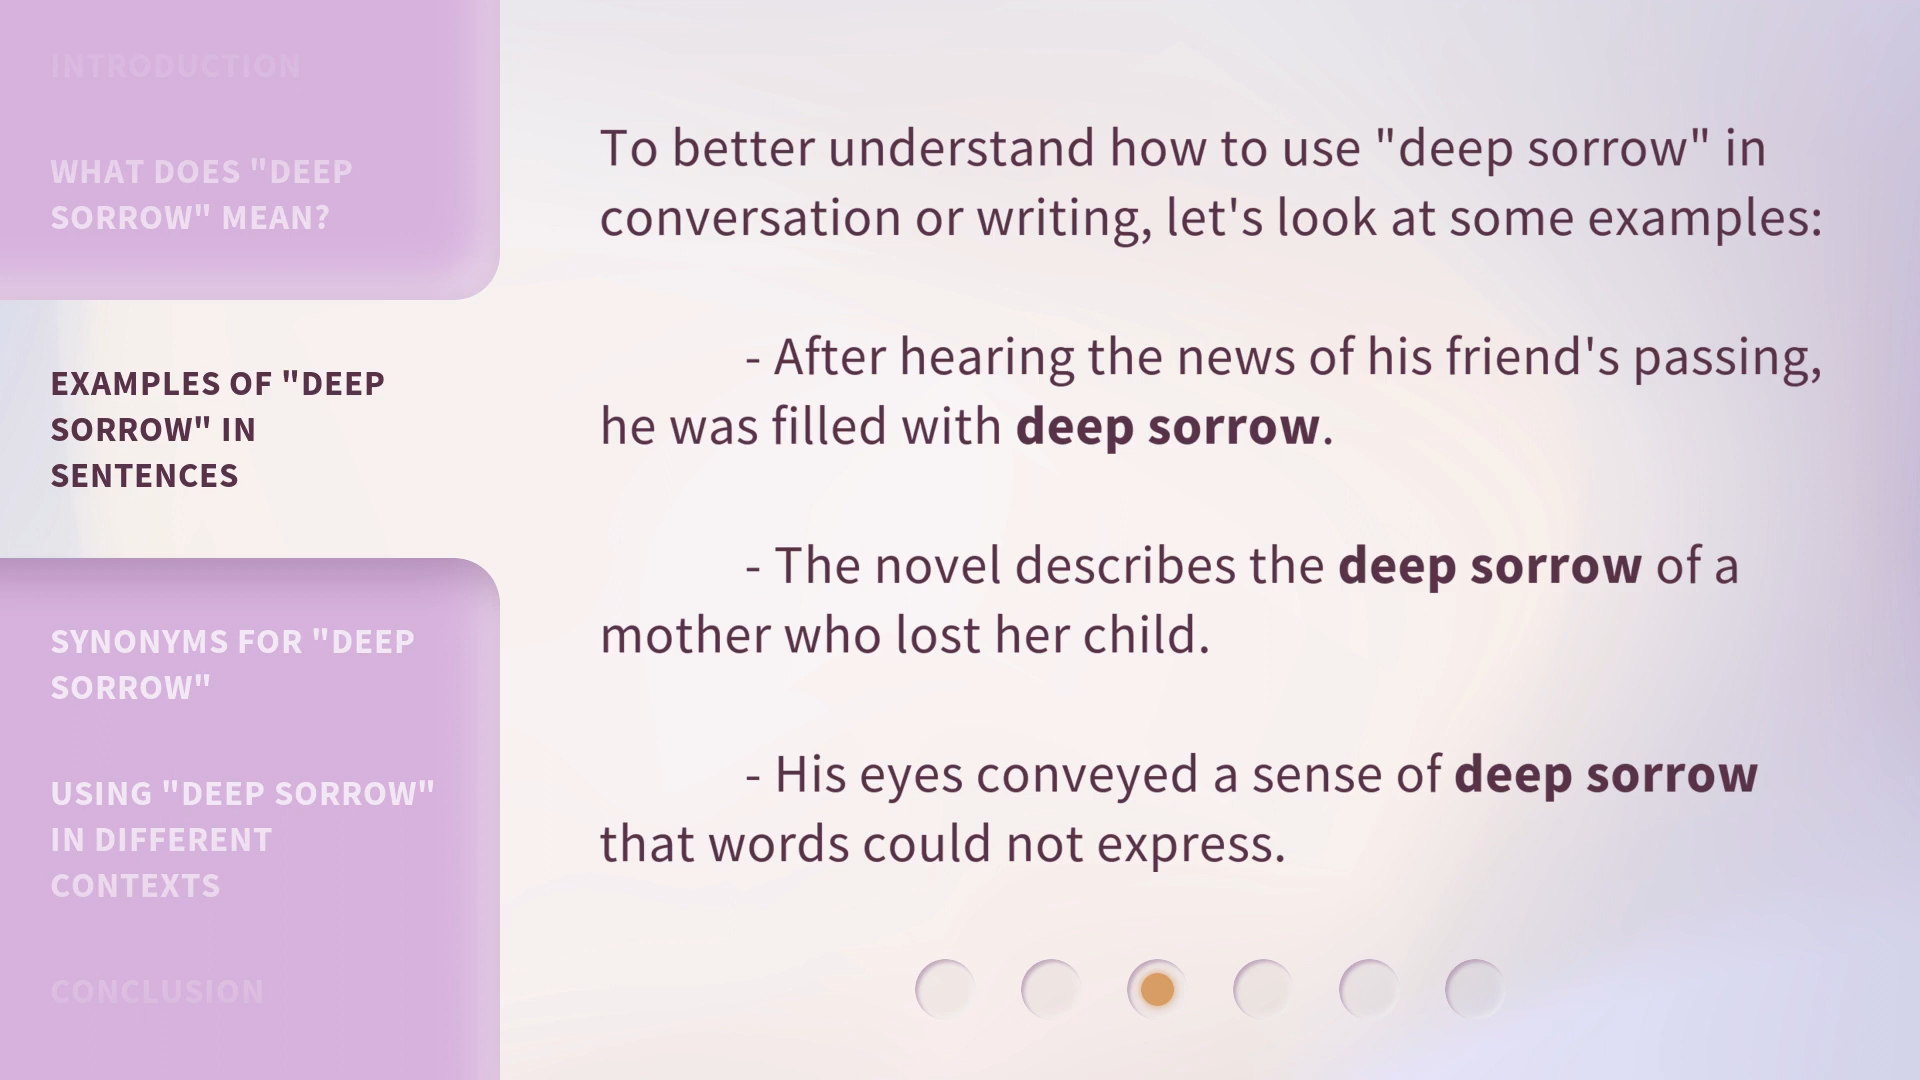 INTRODUCTION
WHAT DOES "DEEP
SORROW" MEAN?
EXAMPLES OF "DEEP
SORROW" IN
SENTENCES
SYNONYMS FOR "DEEP
SORROW"
USING "DEEP SORROW"
IN DIFFERENT
CONTEXTS
CONCLUSION
To better understand how to use "deep sorrow" in
conversation or writing, let's look at some examples:
- After hearing the news of his friend's passing,
he was filled with deep sorrow.
- The novel describes the deep sorrow of a
mother who lost her child.
- His eyes conveyed a sense of deep sorrow
that words could not express.